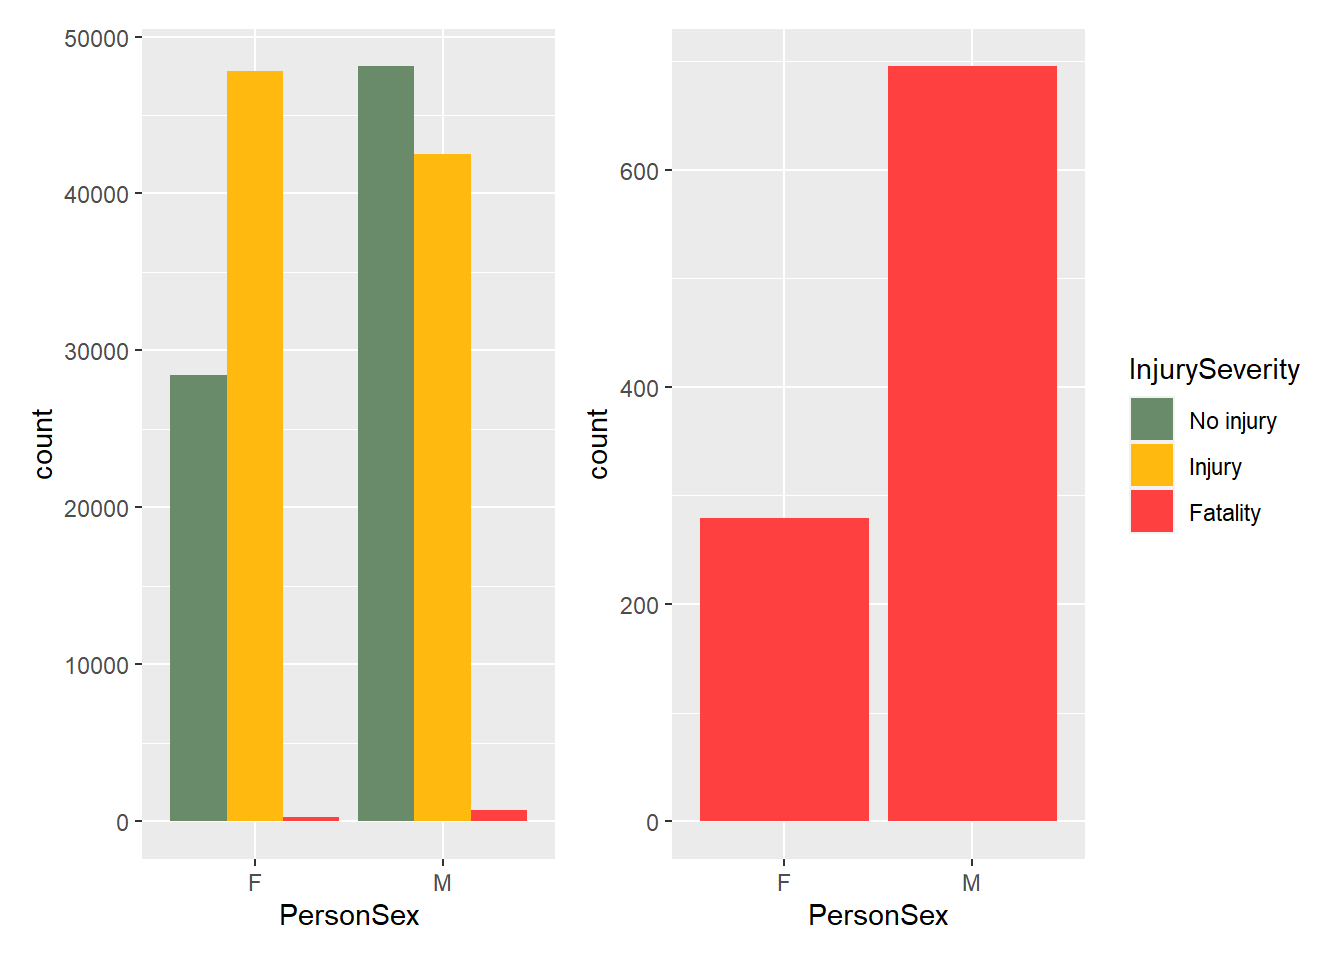 50000
40000
30000
20000
10000
0
count
F
M
PersonSex
600
400
200
0
count
F
M
PersonSex
InjurySeverity
No injury
Injury
Fatality